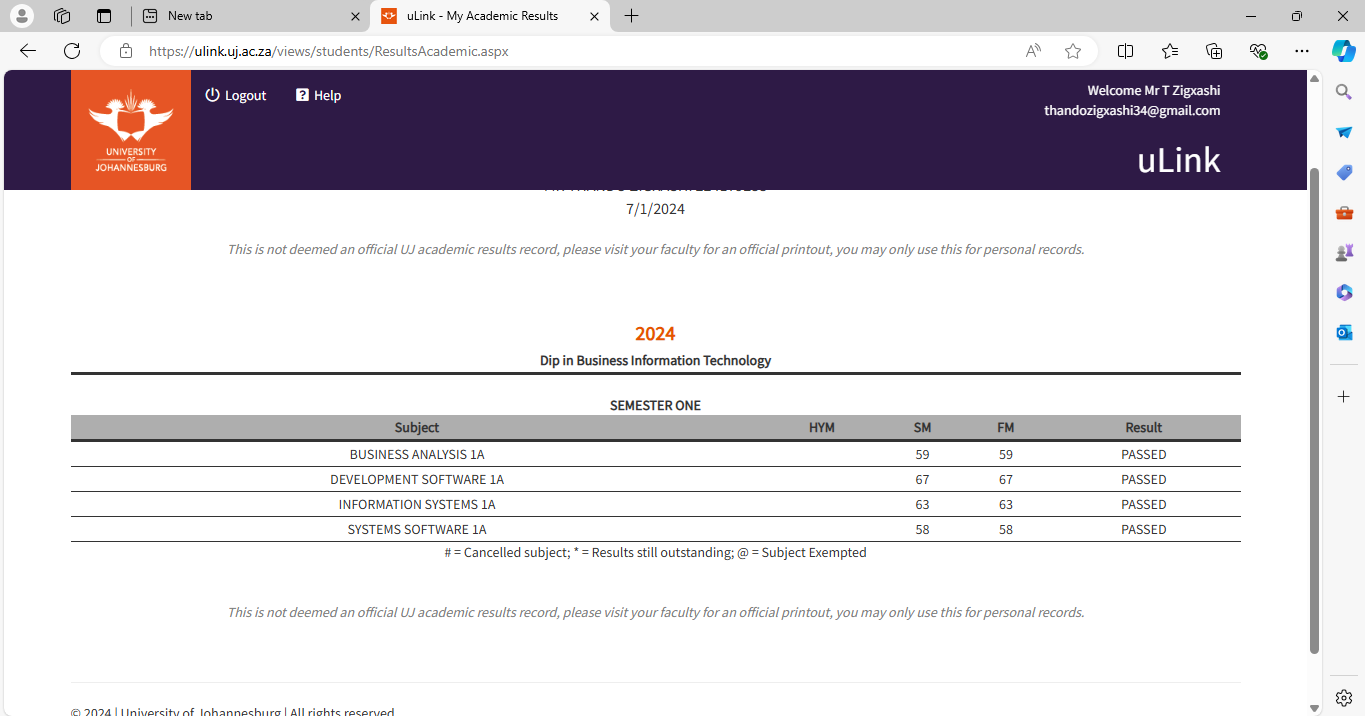 New tab
uLink - My Academic Results
https://ulink.uj.ac.za/views/students/ResultsAcademic.aspx
UNIVERSITY
OF
JOHANNESBURG
Logout
Help
Welcome Mr T Zigxashi
thandozigxashi34@gmail.com
uLink
7/1/2024
This is not deemed an official UJ academic results record, please visit your faculty for an official printout, you may only use this for personal records.
2024
Dip in Business Information Technology
SEMESTER ONE
Subject HYM SM FM Result
BUSINESS ANALYSIS 1A 59 59 PASSED
DEVELOPMENT SOFTWARE 1A 67 67 PASSED
INFORMATION SYSTEMS 1A 63 63 PASSED
SYSTEMS SOFTWARE 1A 58 58 PASSED
# = Cancelled subject; * = Results still outstanding; @ = Subject Exempted
This is not deemed an official UJ academic results record, please visit your faculty for an official printout, you may only use this for personal records.
© 2024 | University of Johannesburg | All rights reserved